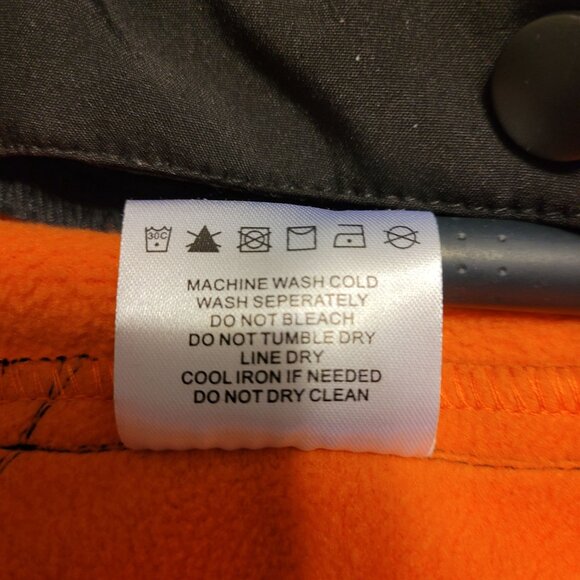 30C
MACHINE WASH COLD
WASH SEPERATELY
DO NOT BLEACH
DO NOT TUMBLE DRY
LINE DRY
COOL IRON IF NEEDED
DO NOT DRY CLEAN